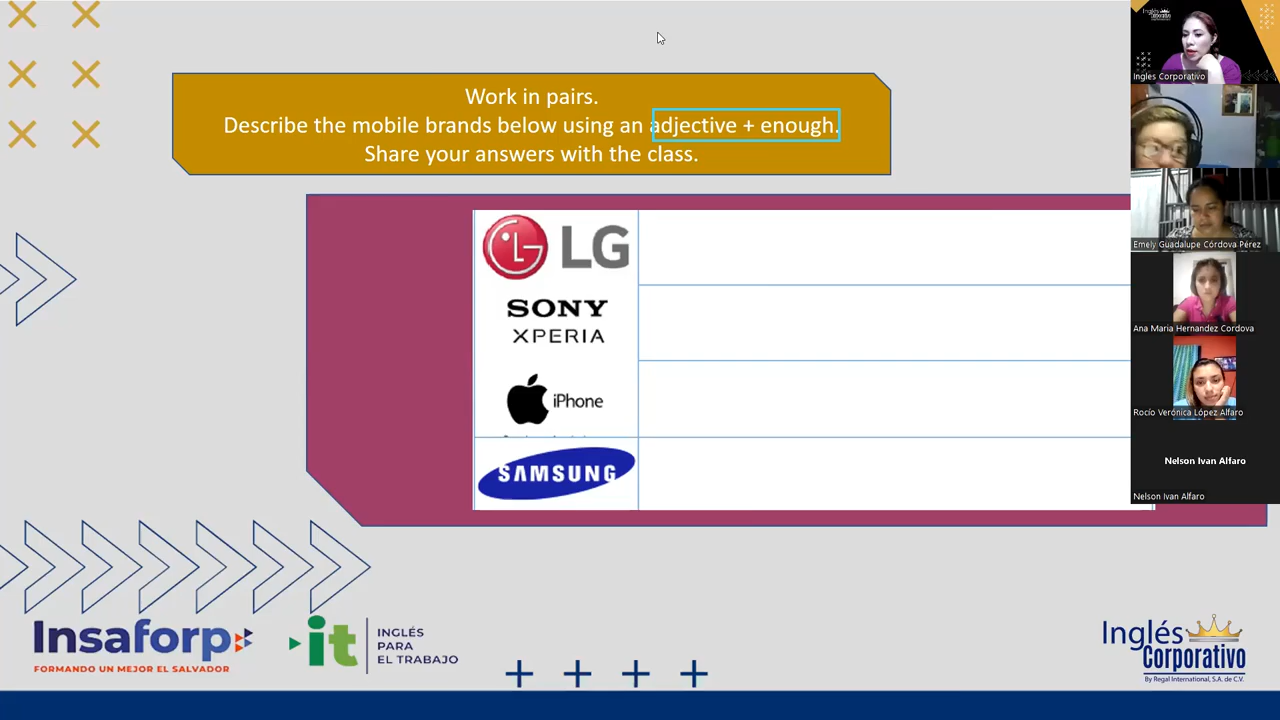 Work in pairs.
Describe the mobile brands below using an adjective + enough.
Share your answers with the class.
LG
LG
SONY
XPERIA
iPhone
SAMSUNG
Insaforp
FORMANDO UN MEJOR EL SALVADOR
it
INGLÉS
PARA
EL TRABAJO
Inglés
Corporativo
By Regal International, S.A. de C.V.
Inglés
Corporativo
Ingles Corporativo
Emely Guadalupe Córdova Pérez
Ana Maria Hernandez Cordova
Rocío Verónica López Alfaro
Nelson Ivan Alfaro
Nelson Ivan Alfaro